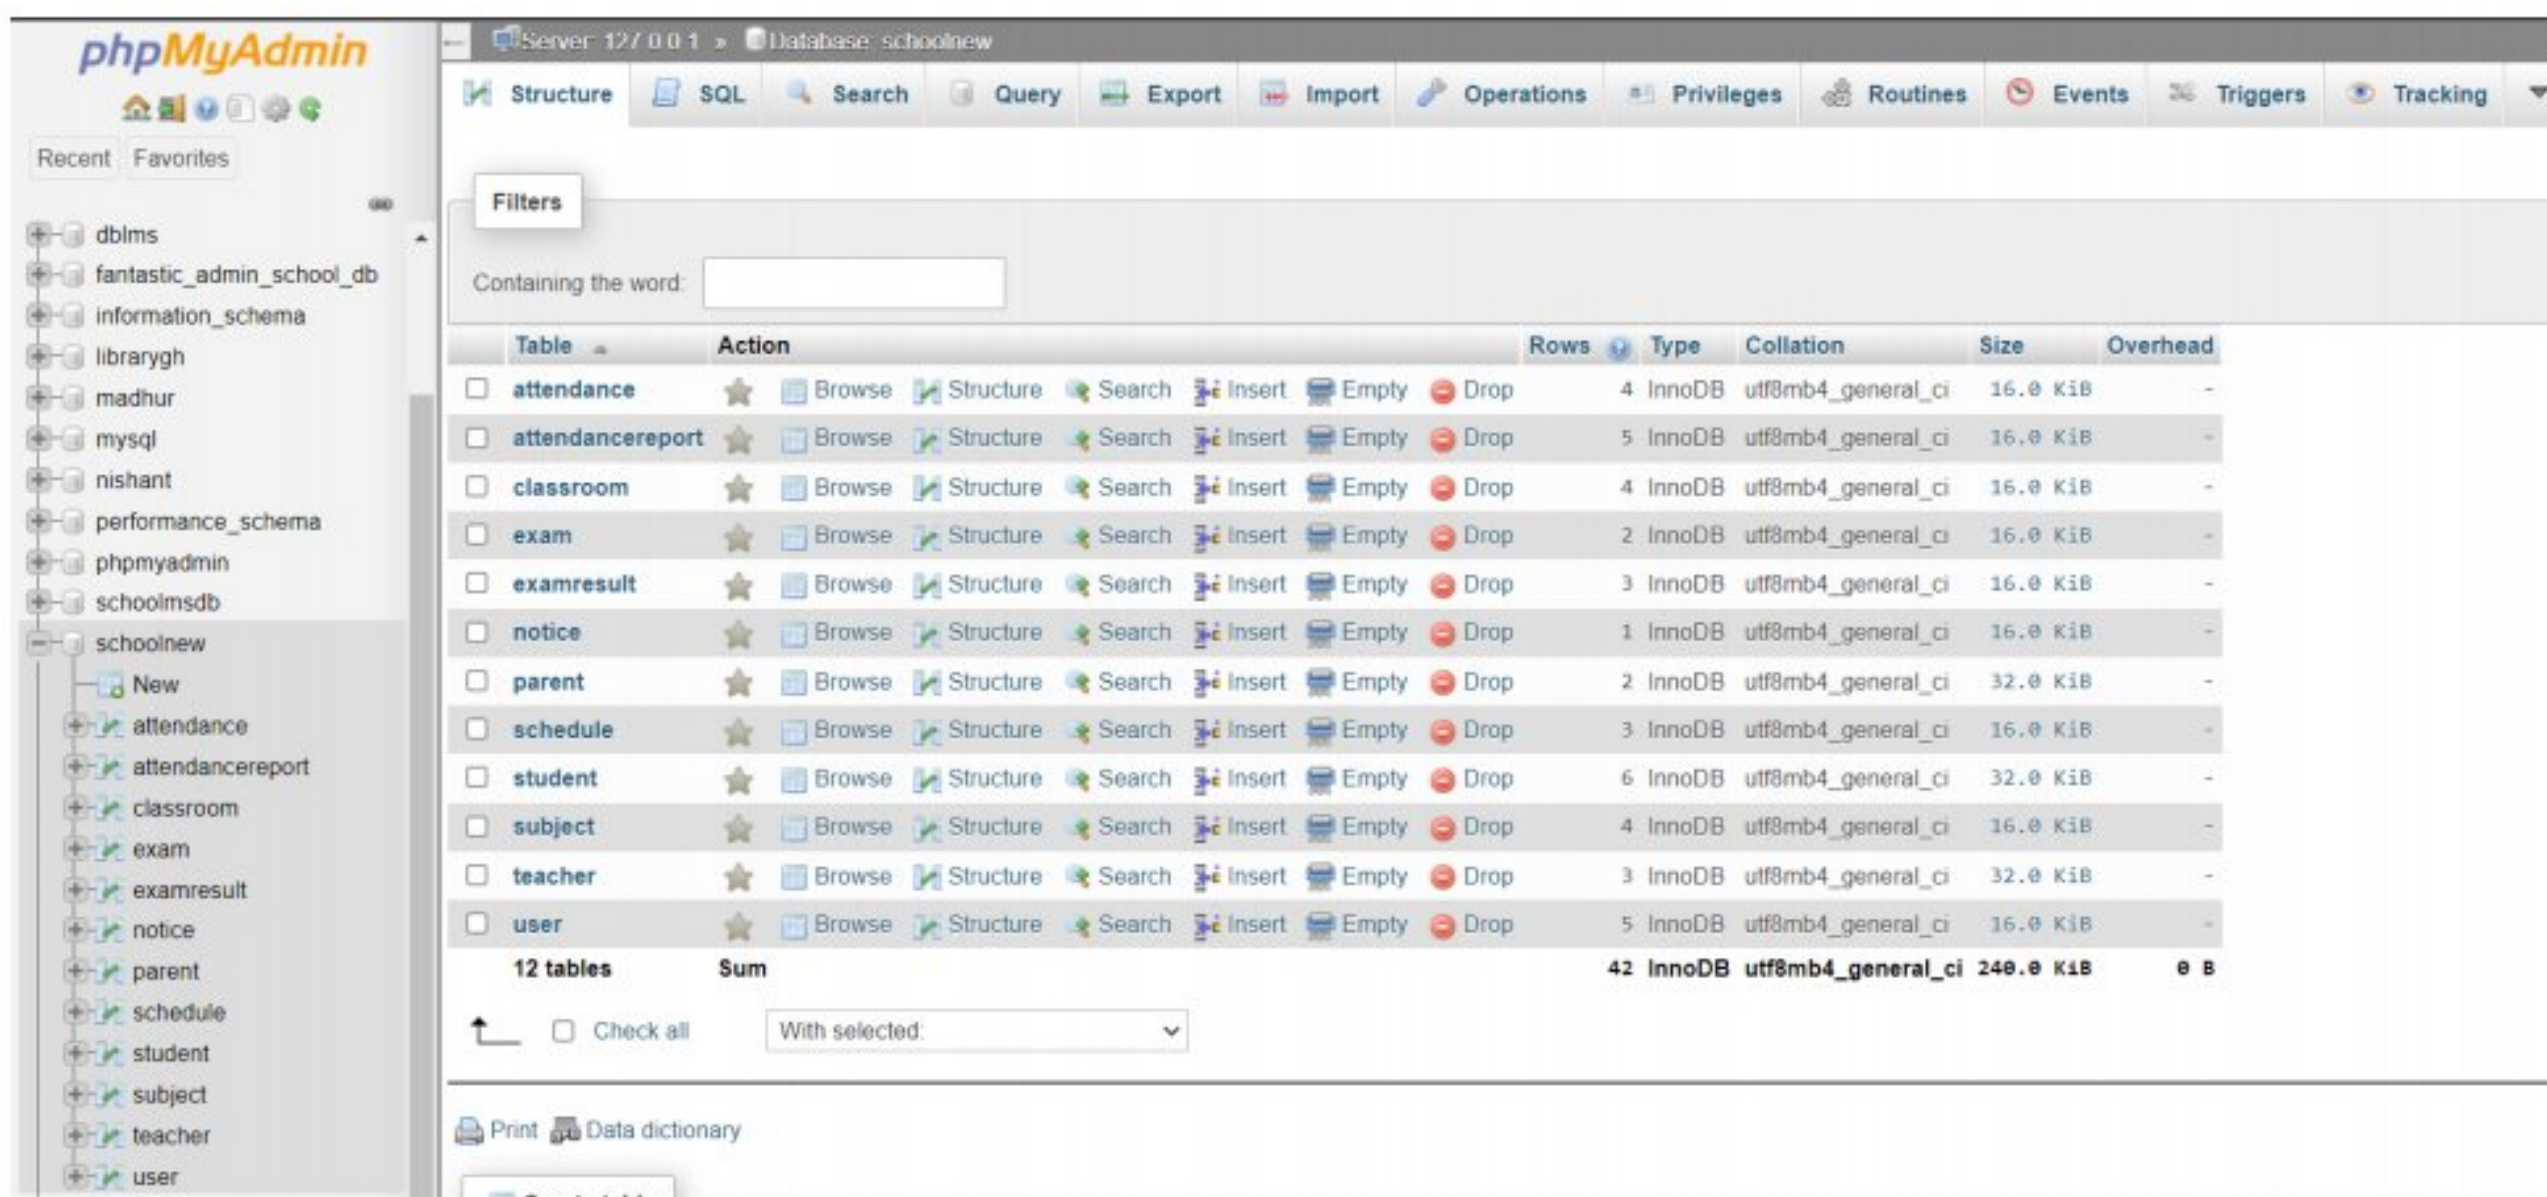 phpMyAdmin
Recent Favorites
dblms
fantastic_admin_school_db
information_schema
librarygh
madhur
mysql
nishant
performance_schema
phpmyadmin
schoolmsdb
schoolnew
New
attendance
attendancereport
classroom
exam
examresult
notice
parent
schedule
student
subject
teacher
user
Server: 127.0.0.1 » Database: schoolnew
Structure SQL Search Query Export Import Operations Privileges Routines Events Triggers Tracking
Filters
Containing the word:
Table Action Rows Type Collation Size Overhead
attendance Browse Structure Search Insert Empty Drop 4 InnoDB utf8mb4_general_ci 16.0 KiB -
attendancereport Browse Structure Search Insert Empty Drop 5 InnoDB utf8mb4_general_ci 16.0 KiB -
classroom Browse Structure Search Insert Empty Drop 4 InnoDB utf8mb4_general_ci 16.0 KiB -
exam Browse Structure Search Insert Empty Drop 2 InnoDB utf8mb4_general_ci 16.0 KiB -
examresult Browse Structure Search Insert Empty Drop 3 InnoDB utf8mb4_general_ci 16.0 KiB -
notice Browse Structure Search Insert Empty Drop 1 InnoDB utf8mb4_general_ci 16.0 KiB -
parent Browse Structure Search Insert Empty Drop 2 InnoDB utf8mb4_general_ci 32.0 KiB -
schedule Browse Structure Search Insert Empty Drop 3 InnoDB utf8mb4_general_ci 16.0 KiB -
student Browse Structure Search Insert Empty Drop 6 InnoDB utf8mb4_general_ci 32.0 KiB -
subject Browse Structure Search Insert Empty Drop 4 InnoDB utf8mb4_general_ci 16.0 KiB -
teacher Browse Structure Search Insert Empty Drop 3 InnoDB utf8mb4_general_ci 32.0 KiB -
user Browse Structure Search Insert Empty Drop 5 InnoDB utf8mb4_general_ci 16.0 KiB -
12 tables Sum 42 InnoDB utf8mb4_general_ci 240.0 KiB 0 B
Check all With selected:
Print Data dictionary